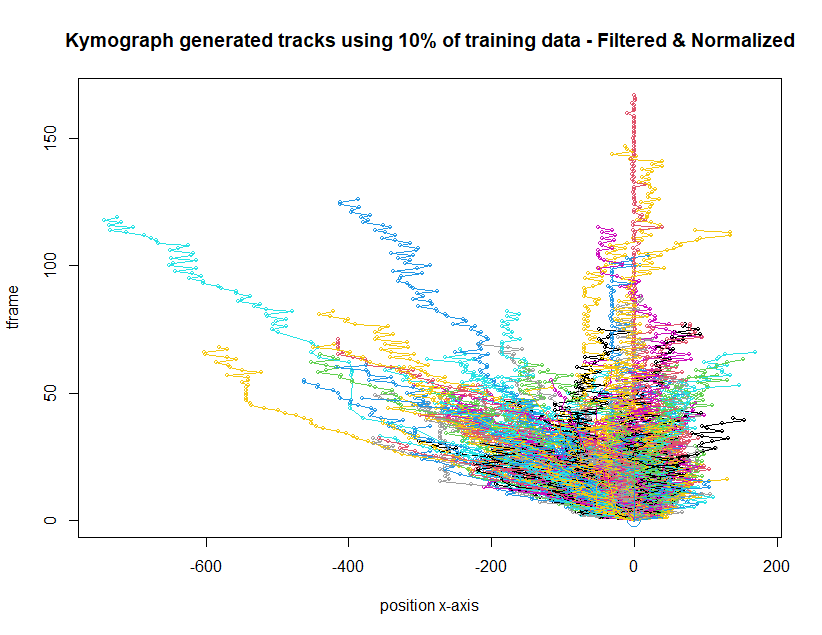 Kymograph generated tracks using 10% of training data - Filtered & Normalized
150
100
50
0
tframe
-600 -400 -200 0 200
position x-axis